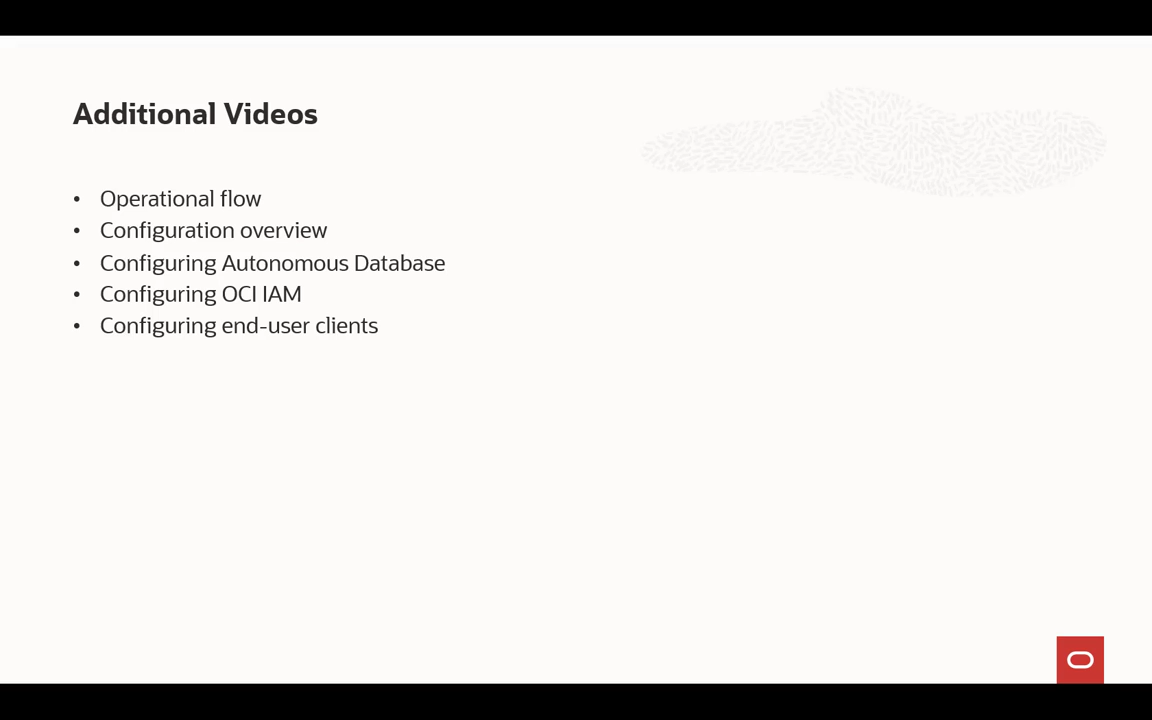 Additional Videos
• Operational flow
• Configuration overview
• Configuring Autonomous Database
• Configuring OCI IAM
• Configuring end-user clients